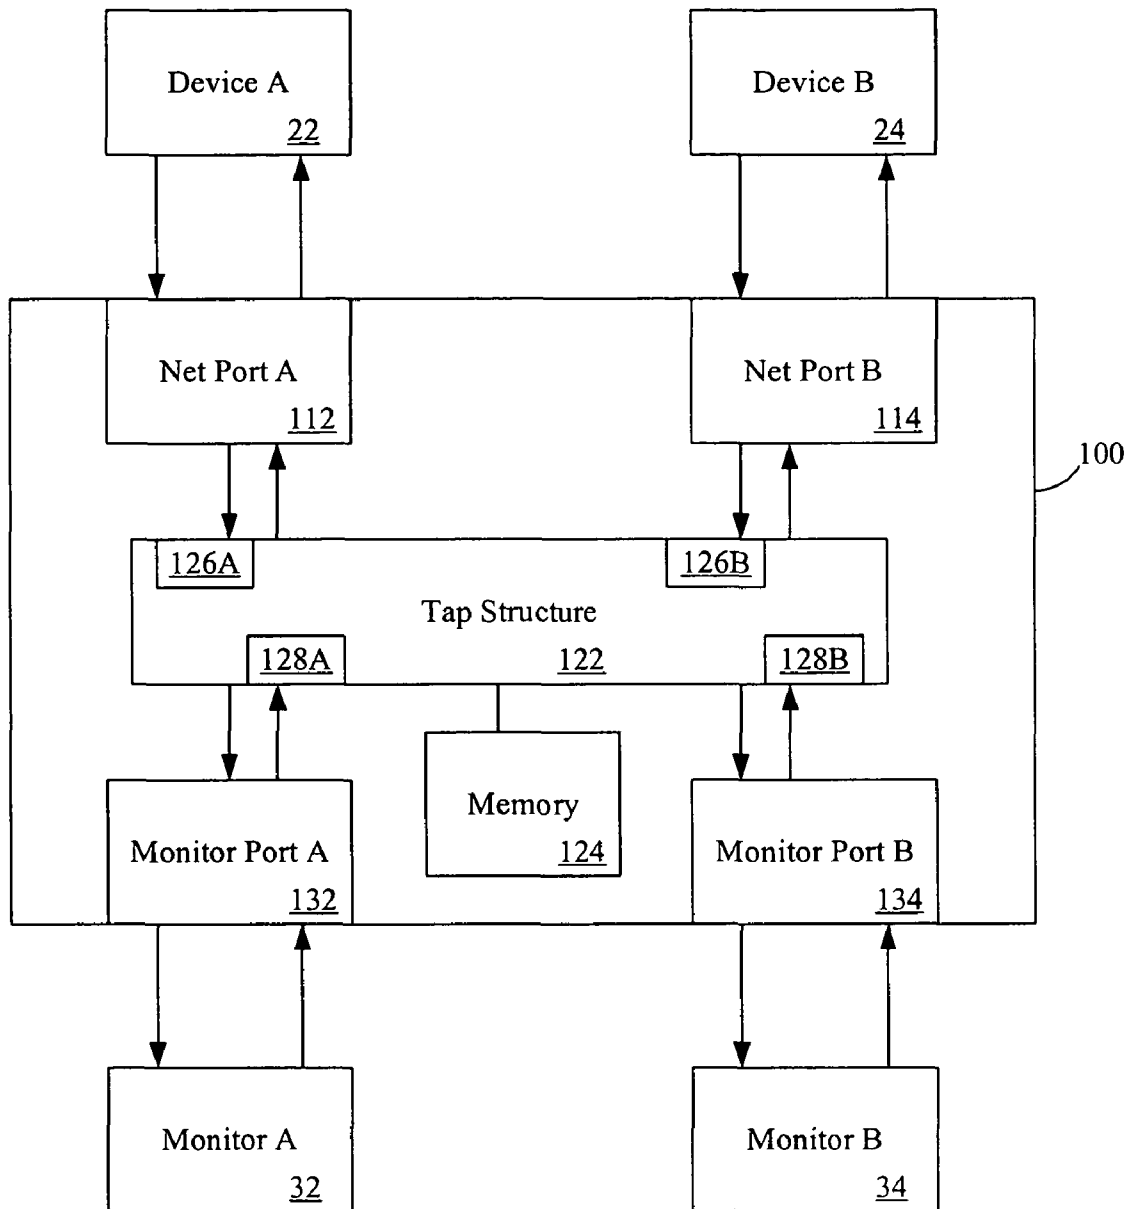 Device A
22
Device B
24
Net Port A
112
Net Port B
114
100
126A
126B
Tap Structure
128A
122
128B
Memory
124
Monitor Port A
132
Monitor Port B
134
Monitor A
32
Monitor B
34